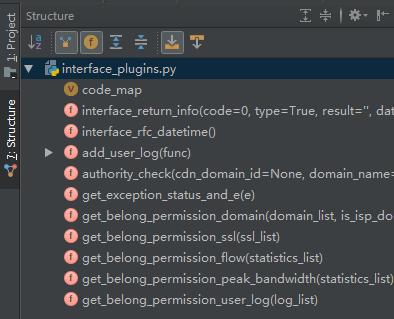 Structure
1: Project
7: Structure
interface_plugins.py
v code_map
f interface_return_info(code=0, type=True, result='', dat
f interface_rfc_datetime()
f add_user_log(func)
f authority_check(cdn_domain_id=None, domain_name=
f get_exception_status_and_e(e)
f get_belong_permission_domain(domain_list, is_isp_do
f get_belong_permission_ssl(ssl_list)
f get_belong_permission_flow(statistics_list)
f get_belong_permission_peak_bandwidth(statistics_list)
f get_belong_permission_user_log(log_list)